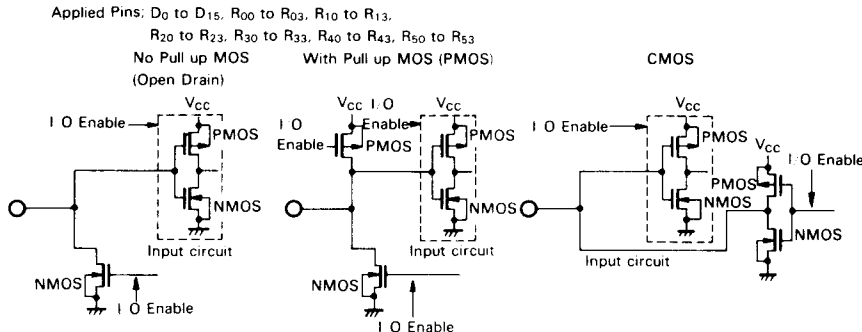 Applied Pins; D0 to D15, R00 to R03, R10 to R13,
R20 to R23, R30 to R33, R40 to R43, R50 to R53
No Pull up MOS
(Open Drain)
I O Enable
VCC
PMOS
NMOS
Input circuit
NMOS
I O Enable
With Pull up MOS (PMOS)
VCC
I O
Enable
PMOS
I/O
Enable
VCC
PMOS
NMOS
Input circuit
NMOS
I O Enable
CMOS
I O Enable
VCC
PMOS
NMOS
Input circuit
VCC
I/O Enable
PMOS
NMOS